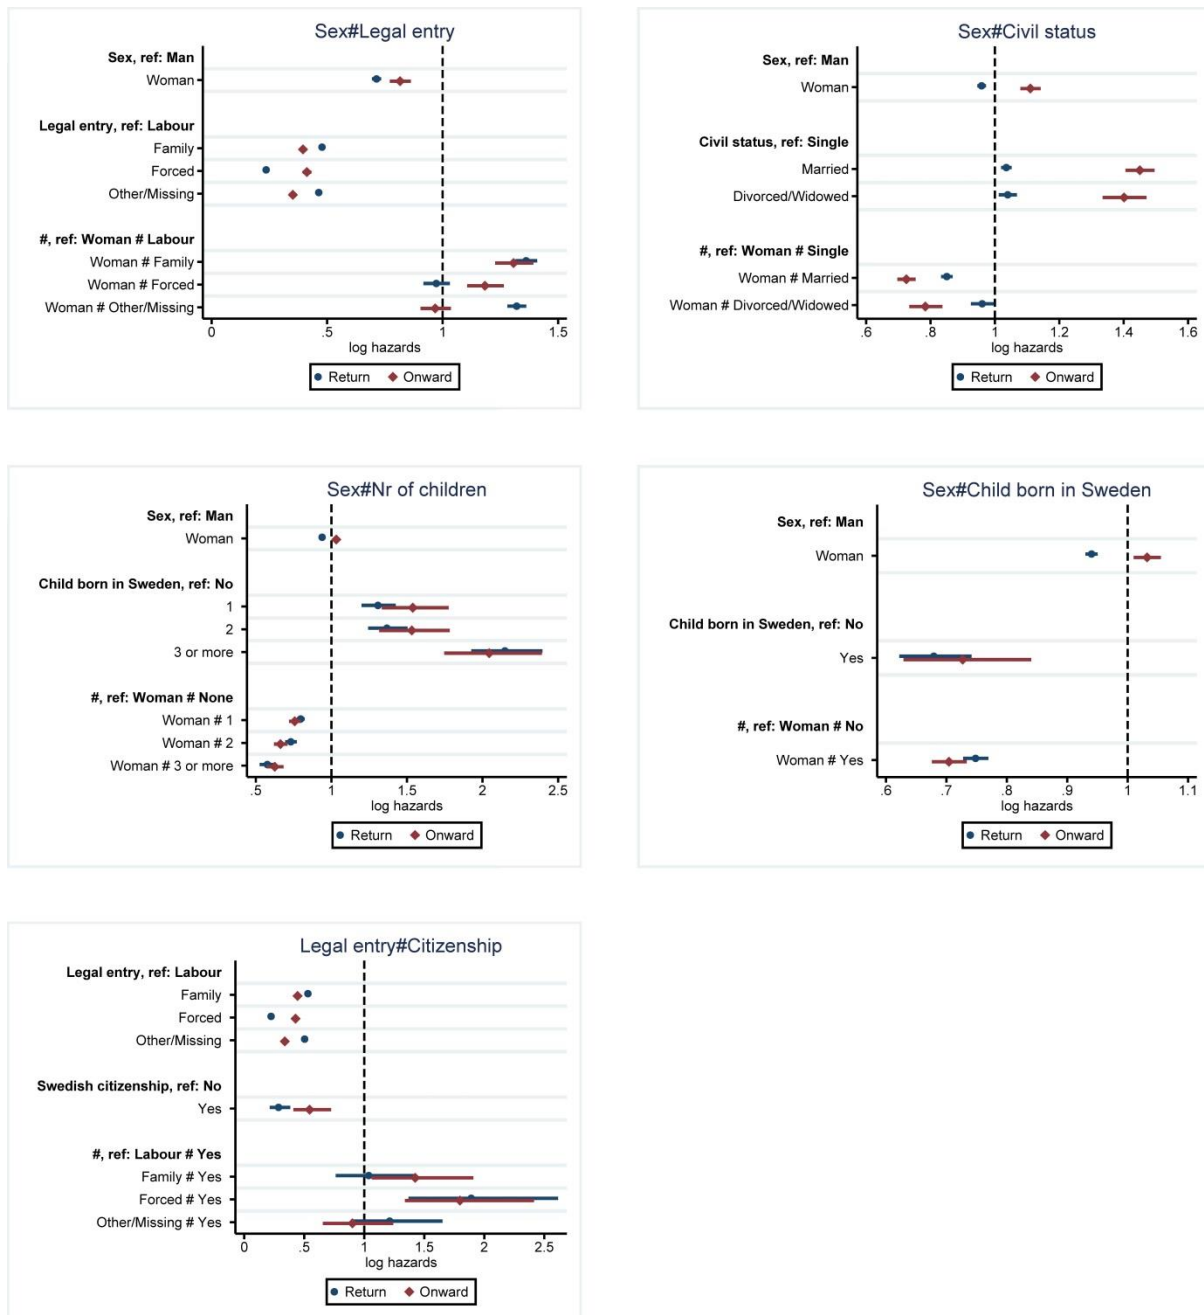 Sex#Legal entry
Sex, ref: Man
Woman
Legal entry, ref: Labour
Family
Forced
Other/Missing
#, ref: Woman # Labour
Woman # Family
Woman # Forced
Woman # Other/Missing
0 .5 1 1.5
log hazards
Return Onward
Sex#Civil status
Sex, ref: Man
Woman
Civil status, ref: Single
Married
Divorced/Widowed
#, ref: Woman # Single
Woman # Married
Woman # Divorced/Widowed
.6 .8 1 1.2 1.4 1.6
log hazards
Return Onward
Sex#Nr of children
Sex, ref: Man
Woman
Child born in Sweden, ref: No
1
2
3 or more
#, ref: Woman # None
Woman # 1
Woman # 2
Woman # 3 or more
.5 1 1.5 2 2.5
log hazards
Return Onward
Sex#Child born in Sweden
Sex, ref: Man
Woman
Child born in Sweden, ref: No
Yes
#, ref: Woman # No
Woman # Yes
.6 .7 .8 .9 1 1.1
log hazards
Return Onward
Legal entry#Citizenship
Legal entry, ref: Labour
Family
Forced
Other/Missing
Swedish citizenship, ref: No
Yes
#, ref: Labour # Yes
Family # Yes
Forced # Yes
Other/Missing # Yes
0 .5 1 1.5 2 2.5
log hazards
Return Onward